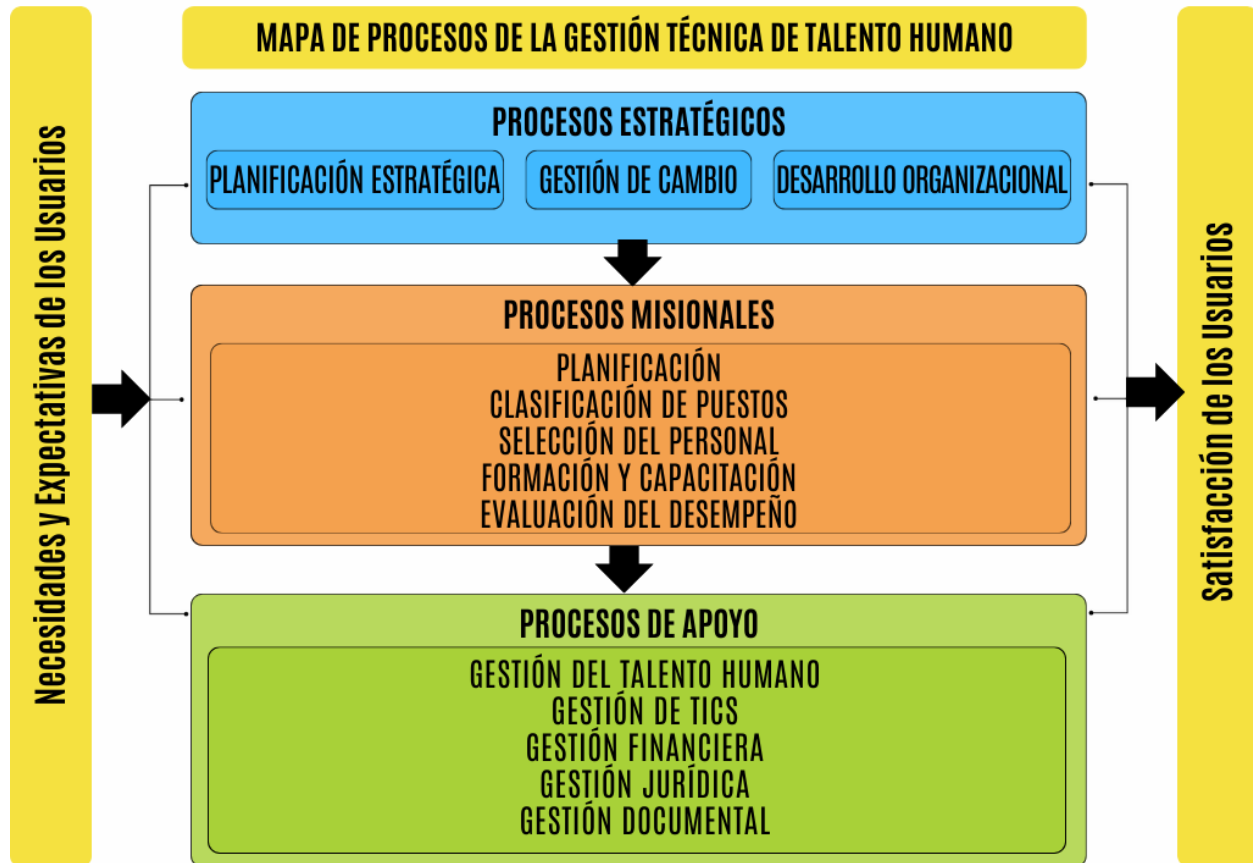 MAPA DE PROCESOS DE LA GESTIÓN TÉCNICA DE TALENTO HUMANO
Necesidades y Expectativas de los Usuarios
PROCESOS ESTRATÉGICOS
PLANIFICACIÓN ESTRATÉGICA
GESTIÓN DE CAMBIO
DESARROLLO ORGANIZACIONAL
PROCESOS MISIONALES
PLANIFICACIÓN
CLASIFICACIÓN DE PUESTOS
SELECCIÓN DEL PERSONAL
FORMACIÓN Y CAPACITACIÓN
EVALUACIÓN DEL DESEMPEÑO
PROCESOS DE APOYO
GESTIÓN DEL TALENTO HUMANO
GESTIÓN DE TICS
GESTIÓN FINANCIERA
GESTIÓN JURÍDICA
GESTIÓN DOCUMENTAL
Satisfacción de los Usuarios